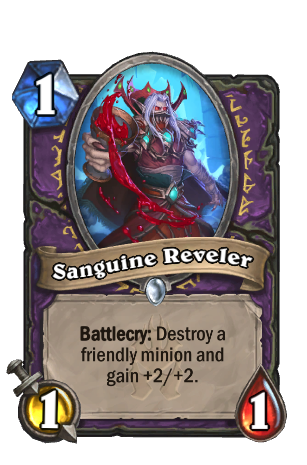 1
Sanguine Reveler
Battlecry: Destroy a
friendly minion and
gain +2/+2.
1
1